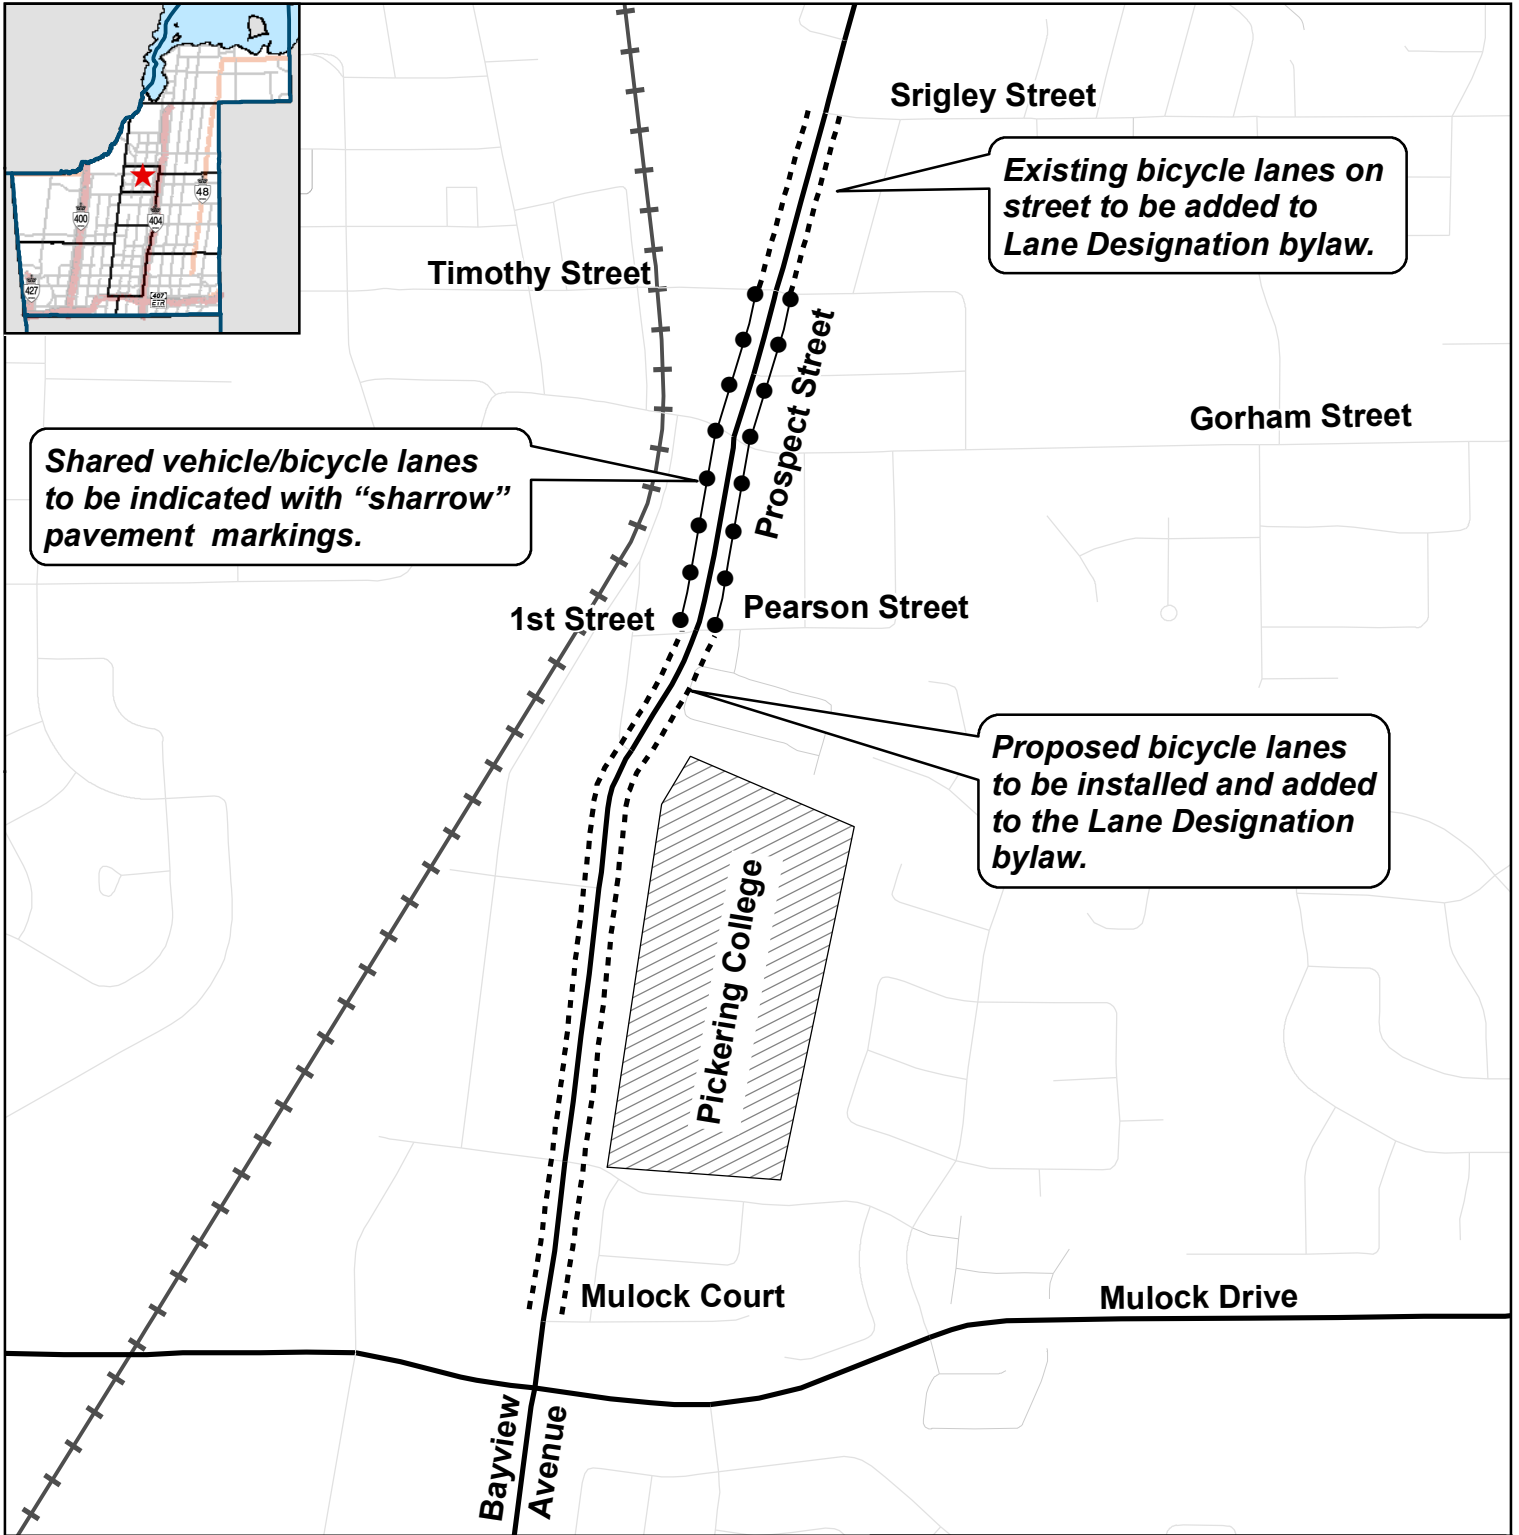 Srigley Street
Existing bicycle lanes on
street to be added to
Lane Designation bylaw.
48
400
404
427
407
ETR
Timothy Street
Prospect Street
Gorham Street
Shared vehicle/bicycle lanes
to be indicated with “sharrow”
pavement markings.
1st Street
Pearson Street
Proposed bicycle lanes
to be installed and added
to the Lane Designation
bylaw.
Pickering College
Mulock Court
Mulock Drive
Bayview
Avenue